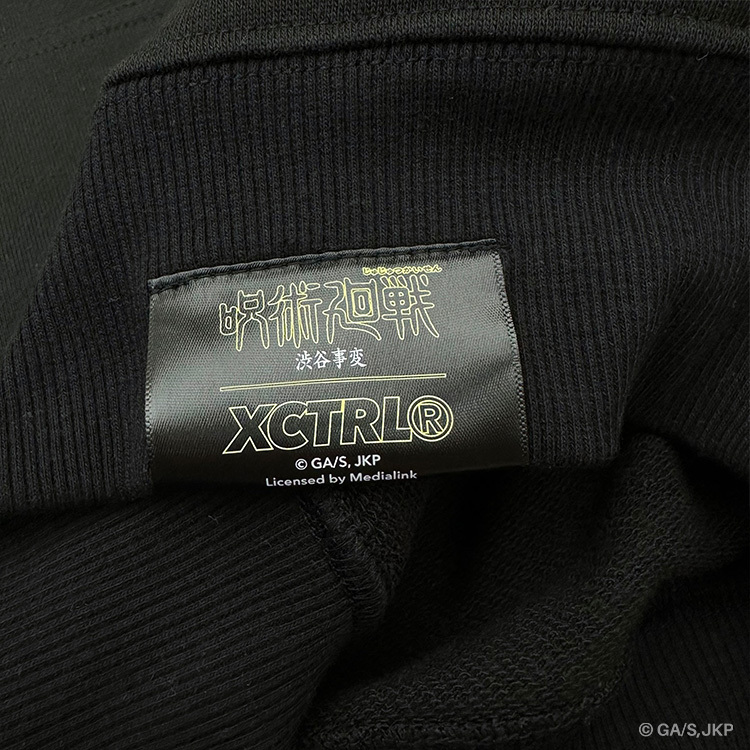 じゅじゅつかいせん
呪術廻戦
渋谷事変
XCTRL®
© GA/S, JKP
Licensed by Medialink
© GA/S,JKP